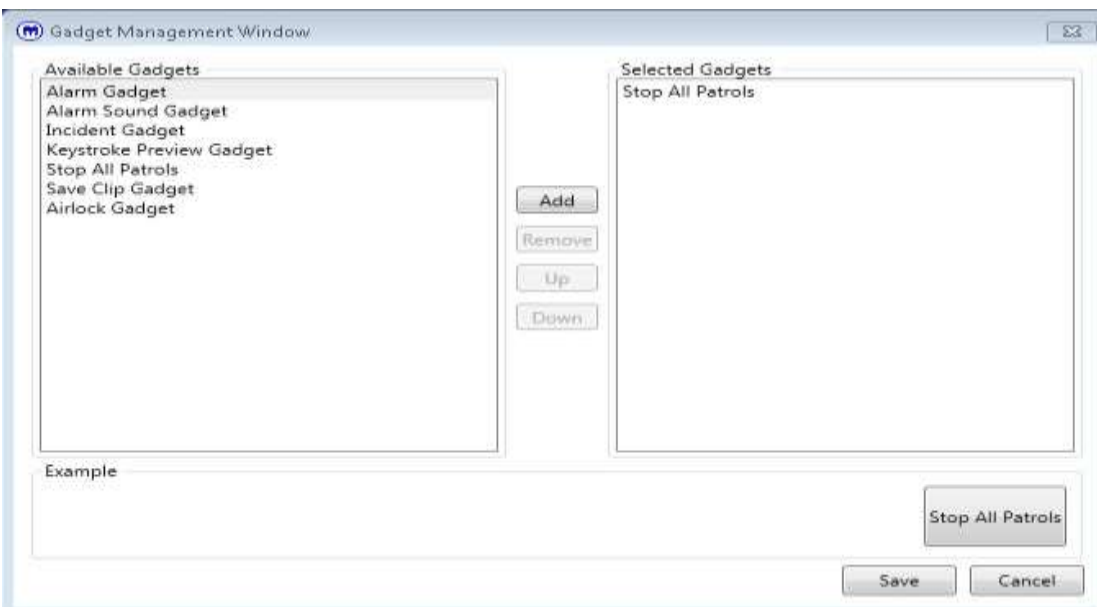 Gadget Management Window
Available Gadgets
Alarm Gadget
Alarm Sound Gadget
Incident Gadget
Keystroke Preview Gadget
Stop All Patrols
Save Clip Gadget
Airlock Gadget
Add
Remove
Up
Down
Selected Gadgets
Stop All Patrols
Example
Stop All Patrols
Save
Cancel